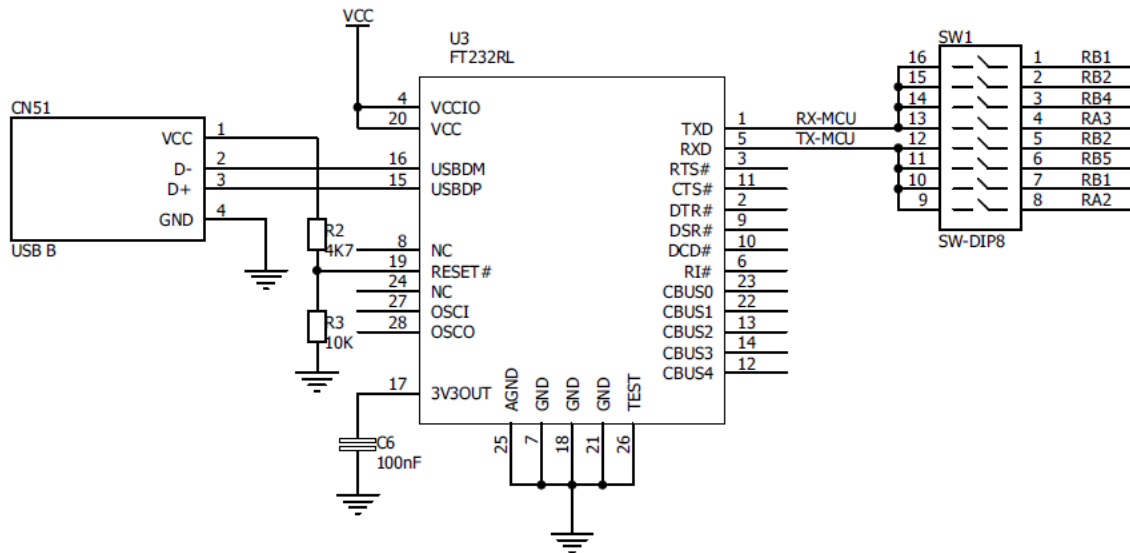 VCC
U3
FT232RL
SW1
CN51
VCC 1
D- 2
D+ 3
GND 4
USB B
4 VCCIO
20 VCC
16 USBDM
15 USBDP
8 NC
19 RESET#
24 NC
27 OSCI
28 OSCO
17 3V3OUT
R2
4K7
R3
10K
C6
100nF
TXD 1 RX-MCU
RXD 5 TX-MCU
RTS# 3
CTS# 11
DTR# 2
DSR# 9
DCD# 10
RI# 6
CBUS0 23
CBUS1 22
CBUS2 13
CBUS3 14
CBUS4 12
AGND GND GND GND TEST
25 7 18 21 26
16 1 RB1
15 2 RB2
14 3 RB4
13 4 RA3
12 5 RB2
11 6 RB5
10 7 RB1
9 8 RA2
SW-DIP8